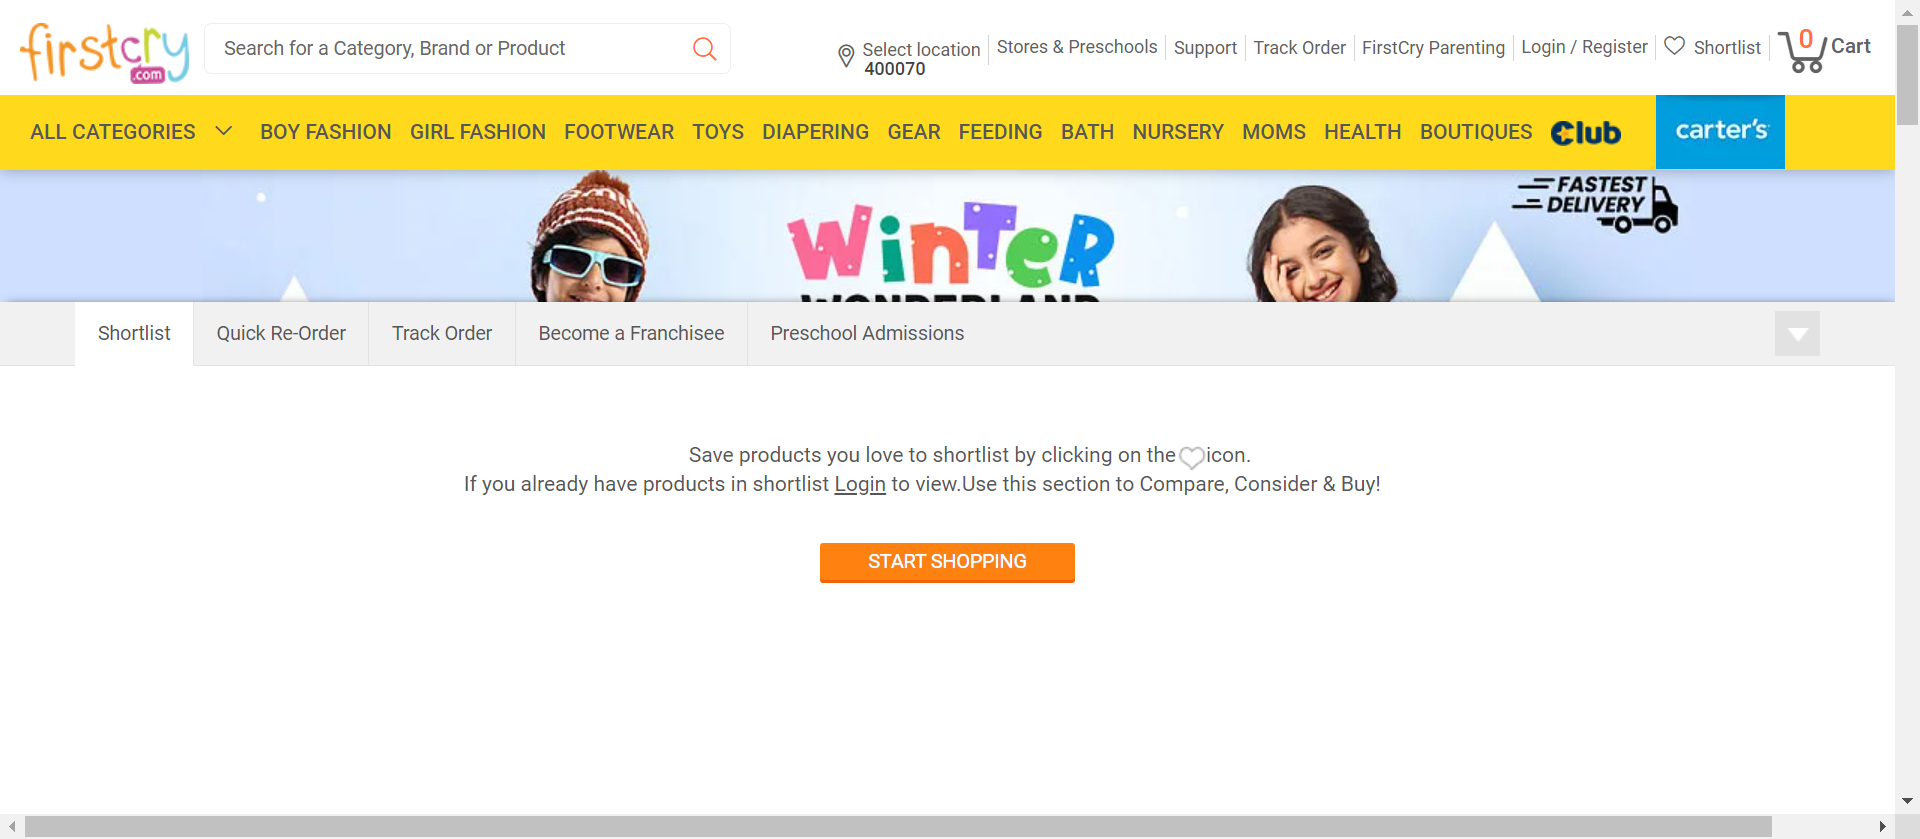 firstcry
.com
Search for a Category, Brand or Product
Select location
400070
Stores & Preschools
Support
Track Order
FirstCry Parenting
Login / Register
Shortlist
0
Cart
ALL CATEGORIES
BOY FASHION
GIRL FASHION
FOOTWEAR
TOYS
DIAPERING
GEAR
FEEDING
BATH
NURSERY
MOMS
HEALTH
BOUTIQUES
Club
carter's
FASTEST
DELIVERY
WinTeR
WONDERLAND
Shortlist
Quick Re-Order
Track Order
Become a Franchisee
Preschool Admissions
Save products you love to shortlist by clicking on the icon.
If you already have products in shortlist Login to view.Use this section to Compare, Consider & Buy!
START SHOPPING